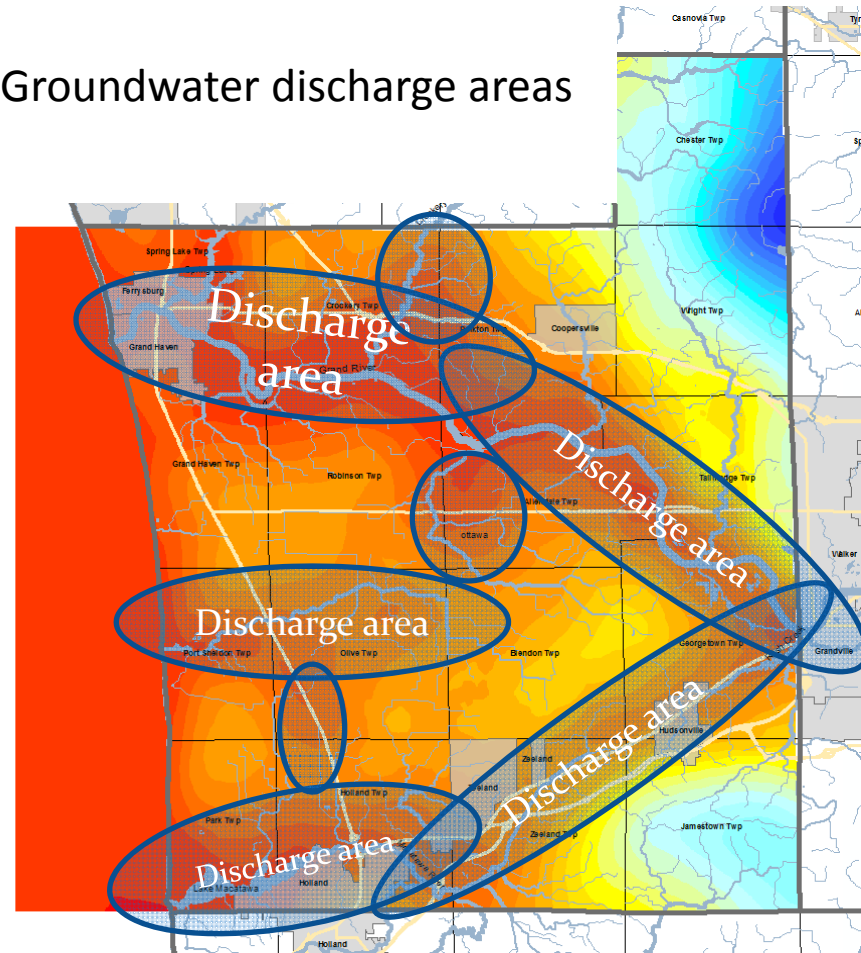 Casnovia Twp
Groundwater discharge areas
Chester Twp
Spring Lake Twp
Ferrysburg
Crockery Twp
Wright Twp
Discharge
area
Coopersville
Grand Haven
Grand River
Grand Haven Twp
Robinson Twp
Discharge area
Tallmadge Twp
Allendale Twp
ottawa
Walker
Discharge area
Port Sheldon Twp
Olive Twp
Blendon Twp
Georgetown Twp
Grandville
Discharge area
Hudsonville
Zeeland
Holland Twp
Park Twp
Zeeland Twp
Jamestown Twp
Discharge area
Lake Macatawa
Holland
Holland